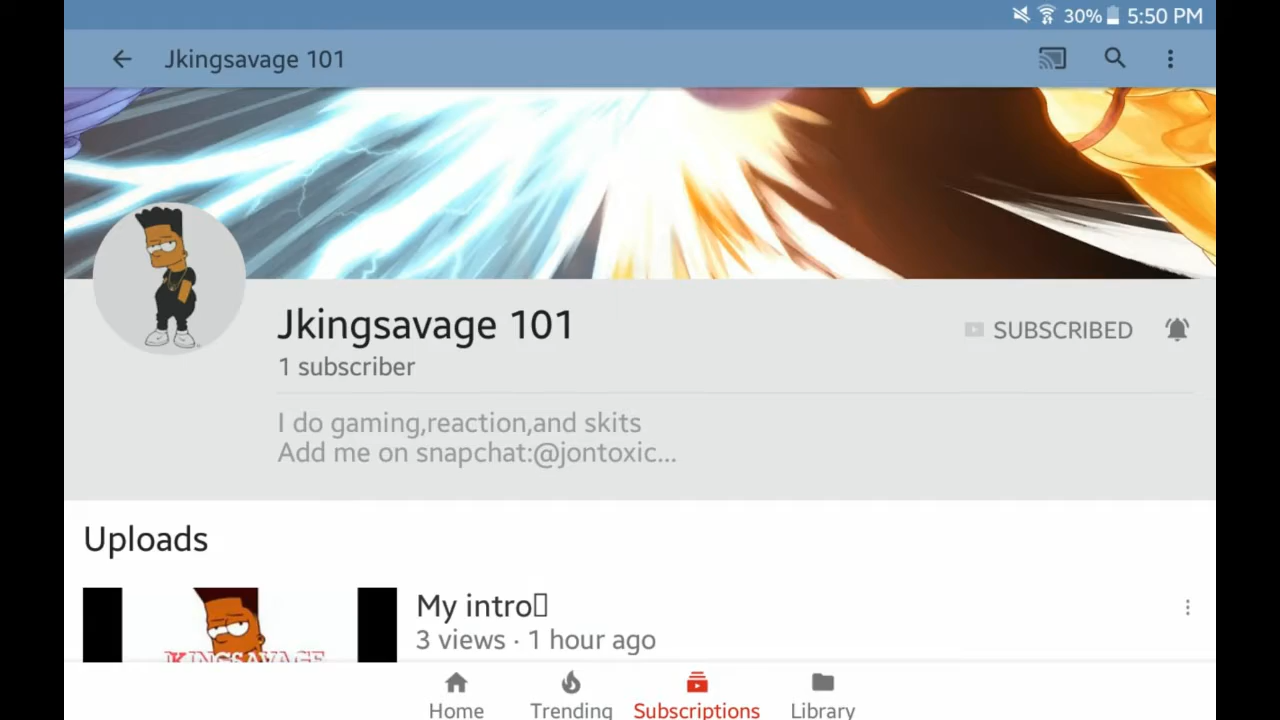 30% 5:50 PM
Jkingsavage 101
Jkingsavage 101
SUBSCRIBED
1 subscriber
I do gaming,reaction,and skits
Add me on snapchat:@jontoxic...
Uploads
My intro
3 views · 1 hour ago
JKINGSAVAGE
Home Trending Subscriptions Library